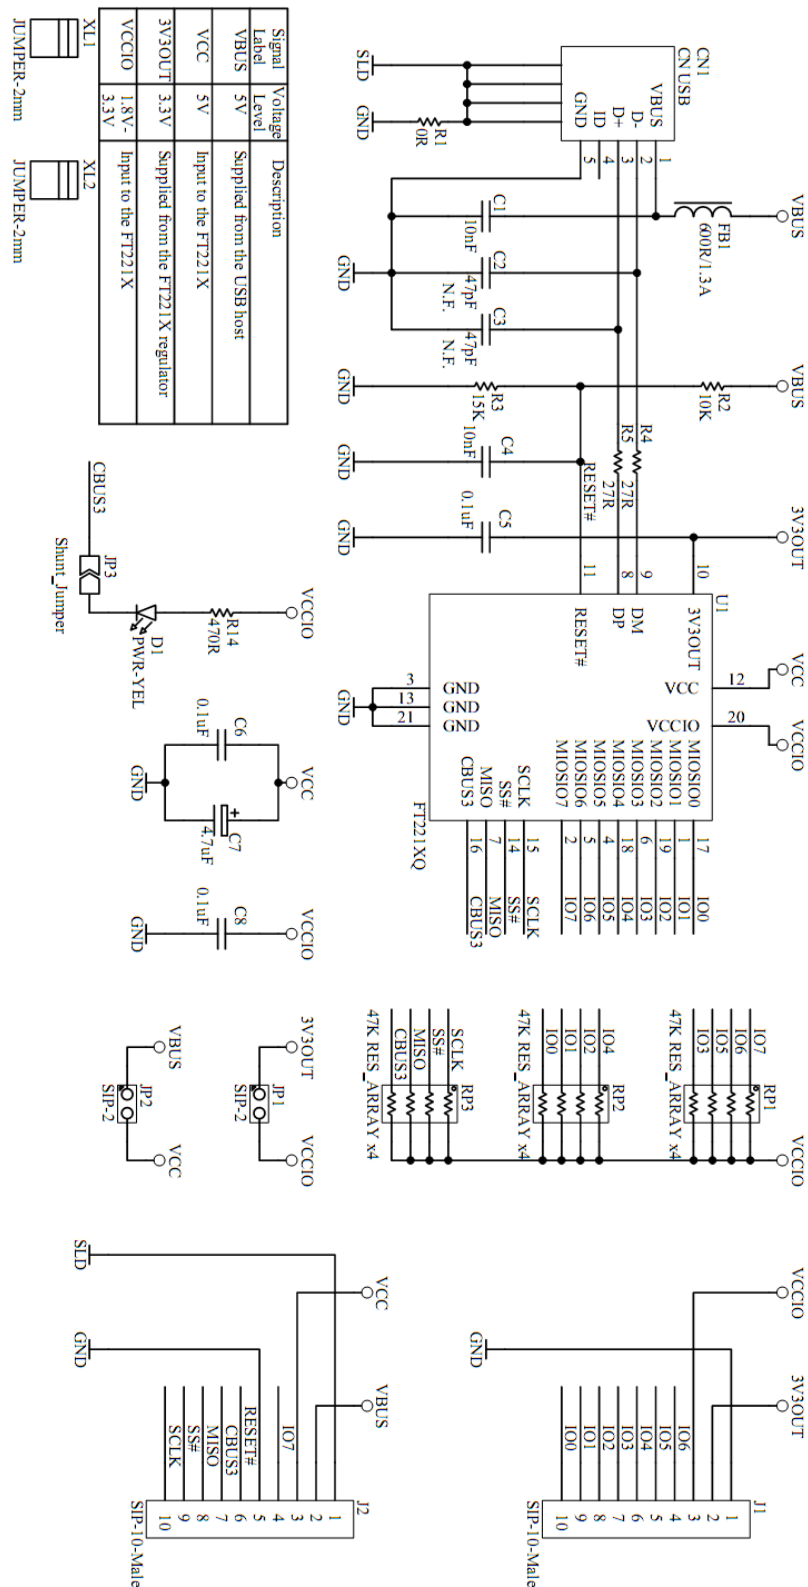 CN1
CN USB
VBUS
D-
D+
ID
GND
1
2
3
4
5
SLD
GND
R1
0R
VBUS
FB1
600R/1.3A
C1
10nF
C2
47pF
N.F.
C3
47pF
N.F.
GND
VBUS
R2
10K
R3
15K
GND
R4
27R
R5
27R
C4
10nF
GND
RESET#
3V3OUT
C5
0.1uF
GND
U1
10
3V3OUT
9
DM
8
DP
11
RESET#
VCC
12
VCC
VCCIO
20
VCCIO
3
GND
13
GND
21
GND
GND
MIOSIO0
17
IO0
MIOSIO1
1
IO1
MIOSIO2
19
IO2
MIOSIO3
6
IO3
MIOSIO4
18
IO4
MIOSIO5
4
IO5
MIOSIO6
5
IO6
MIOSIO7
2
IO7
SCLK
15
SCLK
SS#
14
SS#
MISO
7
MISO
CBUS3
16
CBUS3
FT221XQ
RP1
IO7
IO6
IO5
IO3
47K RES_ARRAY x4
RP2
IO4
IO2
IO1
IO0
47K RES_ARRAY x4
RP3
SCLK
SS#
MISO
CBUS3
47K RES_ARRAY x4
VCCIO
VCCIO
3V3OUT
GND
J1
1
2
3
4
IO6
5
IO5
6
IO4
7
IO3
8
IO2
9
IO1
10
IO0
SIP-10-Male
Signal Label
Voltage Level
Description
VBUS
5V
Supplied from the USB host
VCC
5V
Input to the FT221X
3V3OUT
3.3V
Supplied from the FT221X regulator
VCCIO
1.8V-
3.3V
Input to the FT221X
XL1
JUMPER-2mm
XL2
JUMPER-2mm
CBUS3
JP3
Shunt_Jumper
VCCIO
R14
470R
D1
PWR-YEL
VCC
C6
0.1uF
C7
+
4.7uF
GND
VCCIO
C8
0.1uF
GND
3V3OUT
JP1
SIP-2
VCCIO
VBUS
JP2
SIP-2
VCC
SLD
VCC
GND
VBUS
J2
1
2
3
4
IO7
5
RESET#
6
CBUS3
7
MISO
8
SS#
9
SCLK
10
SIP-10-Male